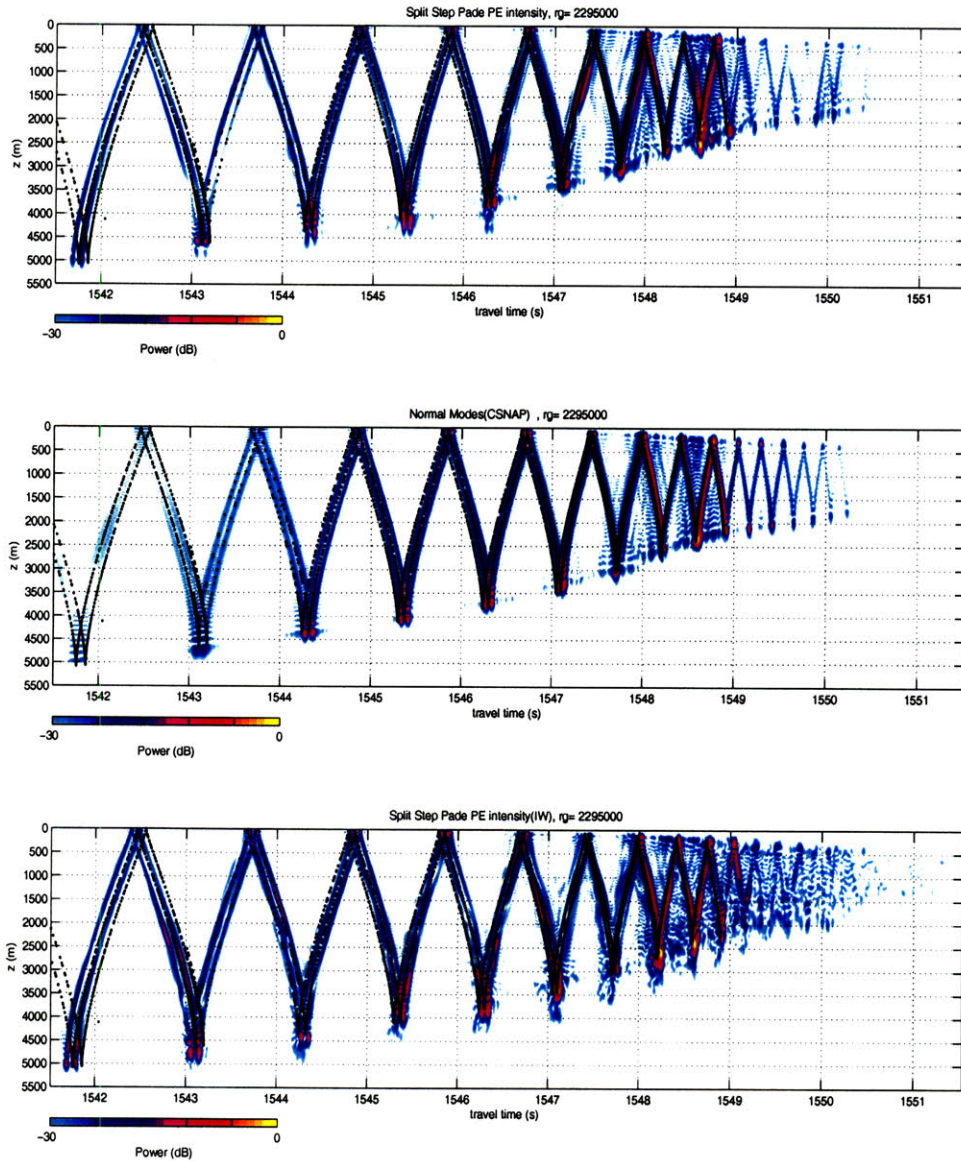 Split Step Pade PE intensity, rg= 2295000
0
500
1000
1500
2000
2500
3000
3500
4000
4500
5000
5500
z (m)
1542 1543 1544 1545 1546 1547 1548 1549 1550 1551
travel time (s)
−30 0
Power (dB)
Normal Modes(CSNAP) , rg= 2295000
0
500
1000
1500
2000
2500
3000
3500
4000
4500
5000
5500
z (m)
1542 1543 1544 1545 1546 1547 1548 1549 1550 1551
travel time (s)
−30 0
Power (dB)
Split Step Pade PE intensity(IW), rg= 2295000
0
500
1000
1500
2000
2500
3000
3500
4000
4500
5000
5500
z (m)
1542 1543 1544 1545 1546 1547 1548 1549 1550 1551
travel time (s)
−30 0
Power (dB)